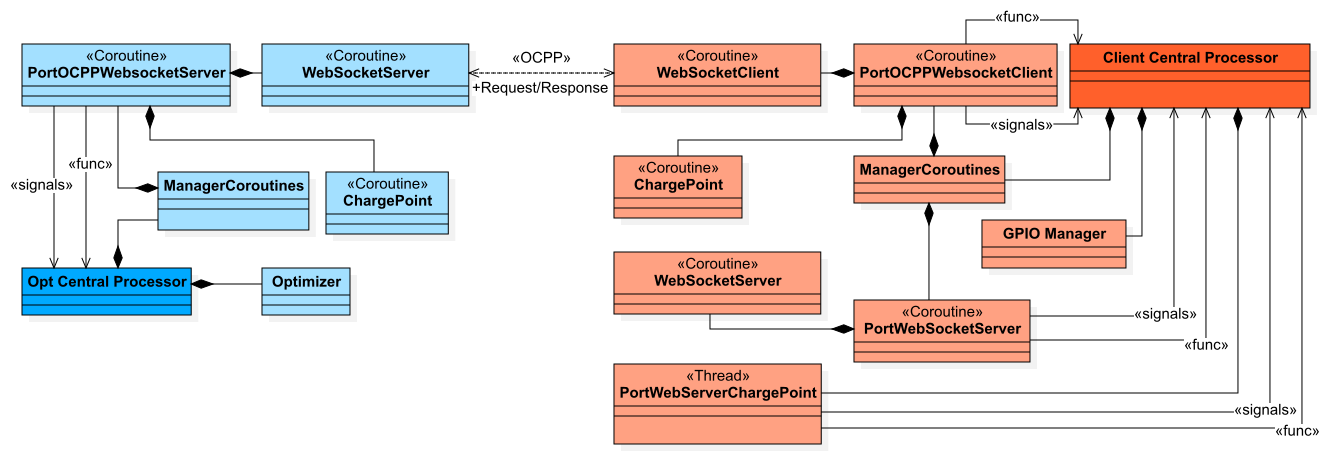 «func»
«Coroutine»
PortOCPPWebsocketServer
«Coroutine»
WebSocketServer
«OCPP»
+Request/Response
«Coroutine»
WebSocketClient
«Coroutine»
PortOCPPWebsocketClient
Client Central Processor
«signals»
«func»
«signals»
ManagerCoroutines
«Coroutine»
ChargePoint
«Coroutine»
ChargePoint
ManagerCoroutines
GPIO Manager
Opt Central Processor
Optimizer
«Coroutine»
WebSocketServer
«Coroutine»
PortWebSocketServer
«signals»
«func»
«Thread»
PortWebServerChargePoint
«signals»
«func»